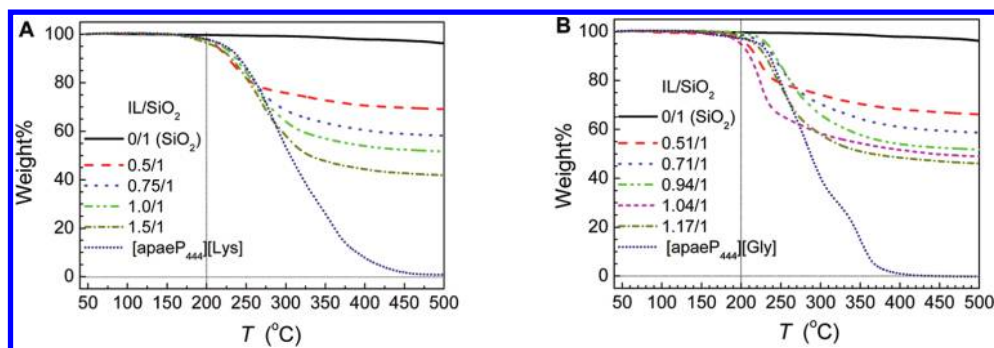 A
100
80
60
40
20
0
Weight%
IL/SiO2
0/1 (SiO2)
0.5/1
0.75/1
1.0/1
1.5/1
[apaeP444][Lys]
50 100 150 200 250 300 350 400 450 500
T (°C)
B
100
80
60
40
20
0
Weight%
IL/SiO2
0/1 (SiO2)
0.51/1
0.71/1
0.94/1
1.04/1
1.17/1
[apaeP444][Gly]
50 100 150 200 250 300 350 400 450 500
T (°C)